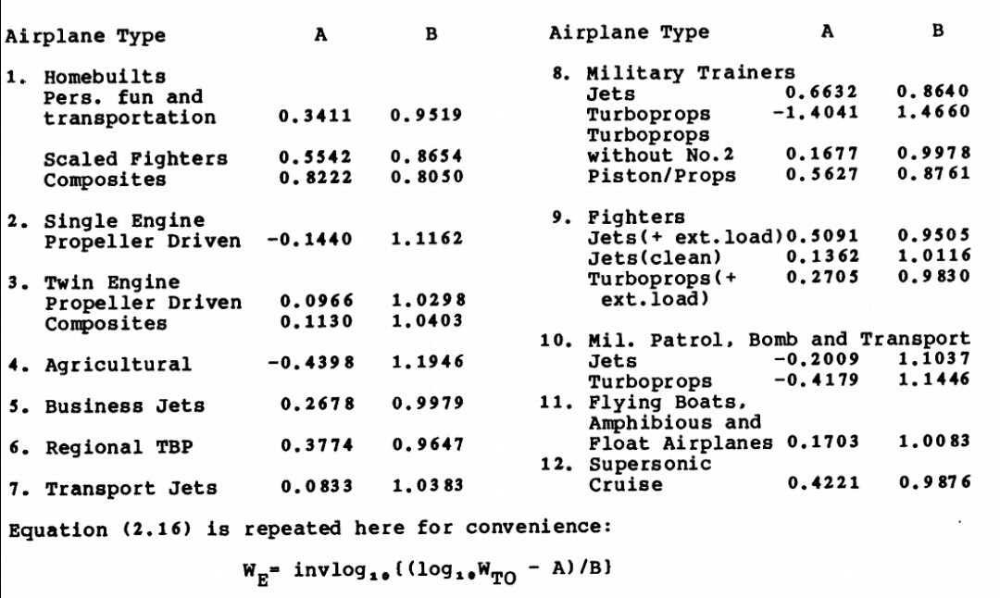 Airplane Type A B
1. Homebuilts
Pers. fun and
transportation 0.3411 0.9519
Scaled Fighters 0.5542 0.8654
Composites 0.8222 0.8050
2. Single Engine
Propeller Driven -0.1440 1.1162
3. Twin Engine
Propeller Driven 0.0966 1.0298
Composites 0.1130 1.0403
4. Agricultural -0.4398 1.1946
5. Business Jets 0.2678 0.9979
6. Regional TBP 0.3774 0.9647
7. Transport Jets 0.0833 1.0383
Airplane Type A B
8. Military Trainers
Jets 0.6632 0.8640
Turboprops -1.4041 1.4660
Turboprops
without No.2 0.1677 0.9978
Piston/Props 0.5627 0.8761
9. Fighters
Jets(+ ext.load)0.5091 0.9505
Jets(clean) 0.1362 1.0116
Turboprops(+ 0.2705 0.9830
ext.load)
10. Mil. Patrol, Bomb and Transport
Jets -0.2009 1.1037
Turboprops -0.4179 1.1446
11. Flying Boats,
Amphibious and
Float Airplanes 0.1703 1.0083
12. Supersonic
Cruise 0.4221 0.9876
Equation (2.16) is repeated here for convenience:
W_E= invlog₁₀{(log₁₀W_TO - A)/B}